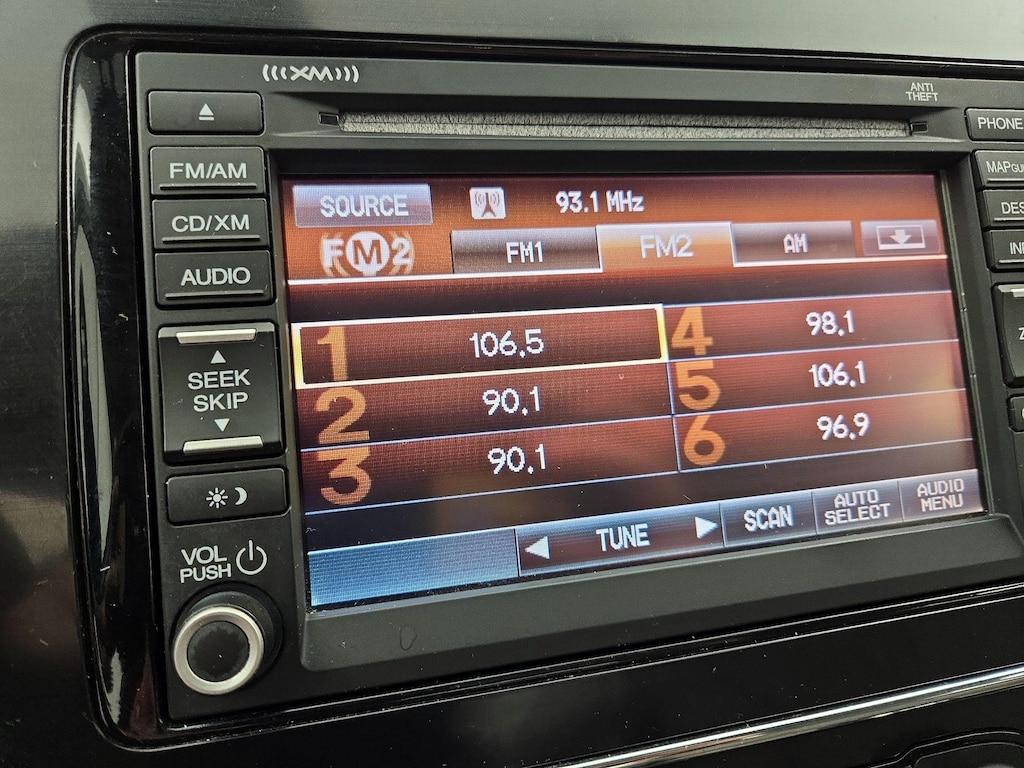 (((XM)))
ANTI
THEFT
PHONE
FM/AM
CD/XM
AUDIO
SEEK
SKIP
VOL
PUSH
SOURCE
93.1 MHz
FM2
FM1
FM2
AM
1
106.5
4
98.1
2
90.1
5
106.1
3
90.1
6
96.9
TUNE
SCAN
AUTO
SELECT
AUDIO
MENU
MAP